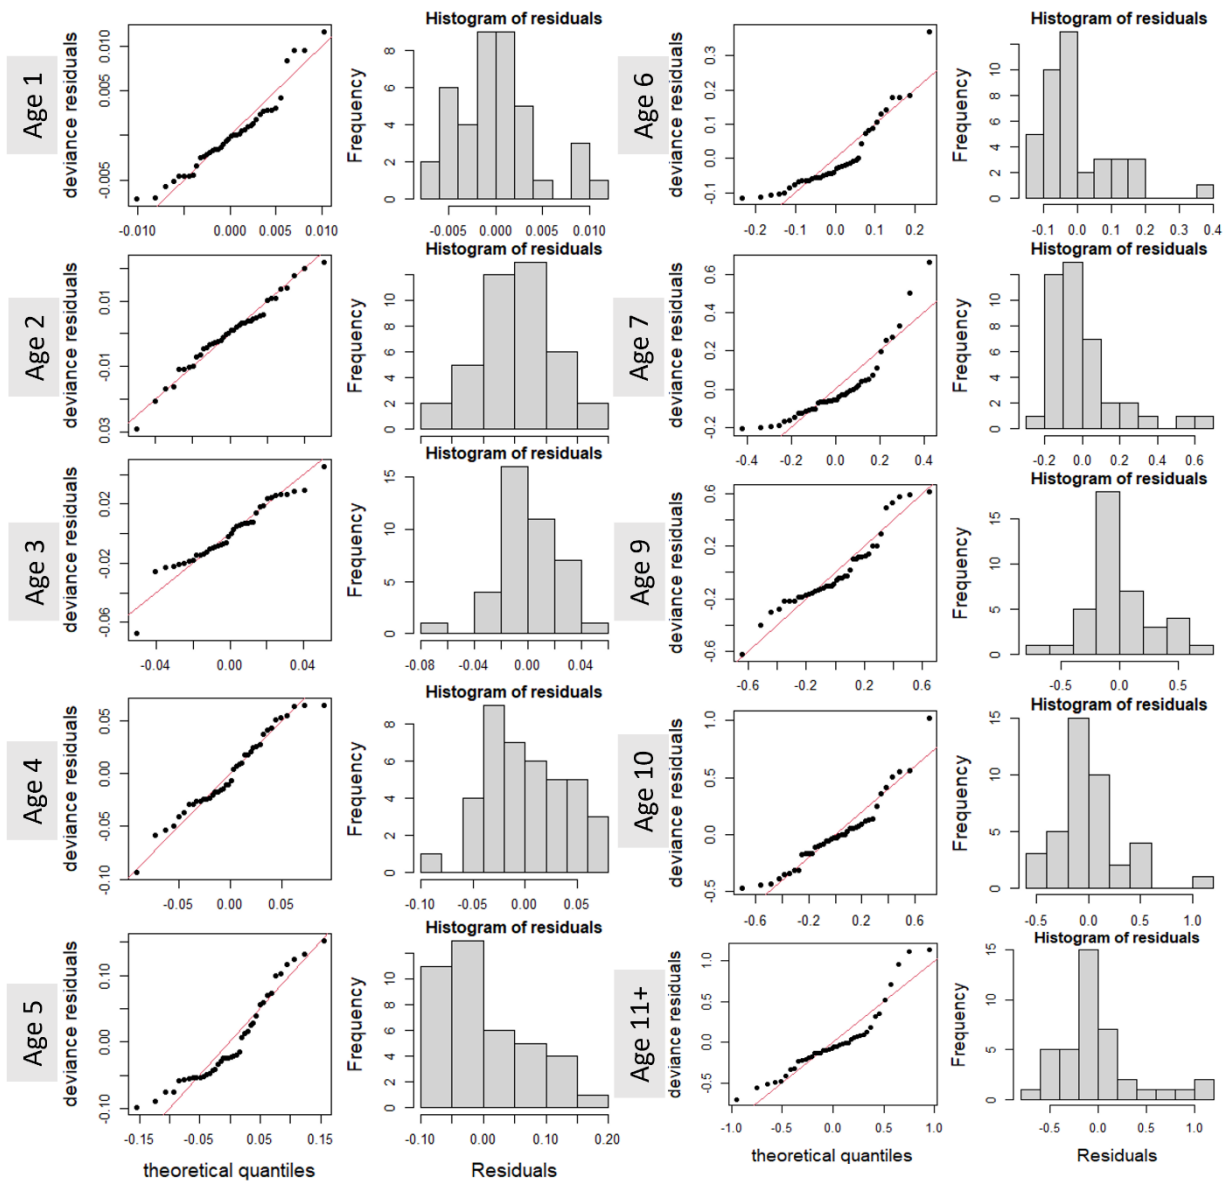 Age 1
deviance residuals
-0.005 0.005 0.010
-0.010 -0.005 0.000 0.005 0.010
Histogram of residuals
Frequency
0 2 4 6 8
-0.005 0.000 0.005 0.010
Age 6
deviance residuals
-0.1 0.0 0.1 0.2 0.3
-0.2 -0.1 0.0 0.1 0.2
Histogram of residuals
Frequency
0 2 4 6 8 10
-0.1 0.0 0.1 0.2 0.3 0.4
Age 2
deviance residuals
0.03 -0.01 0.01
Histogram of residuals
Frequency
0 2 4 6 8 10
Age 7
deviance residuals
-0.2 0.0 0.2 0.4 0.6
-0.4 -0.2 0.0 0.2 0.4
Histogram of residuals
Frequency
0 2 4 6 8 10
-0.2 0.0 0.2 0.4 0.6
Age 3
deviance residuals
-0.06 -0.02 0.02
-0.04 0.00 0.04
Histogram of residuals
Frequency
0 5 10 15
-0.08 -0.04 0.00 0.04
Age 9
deviance residuals
-0.6 -0.2 0.2 0.6
-0.6 -0.2 0.2 0.6
Histogram of residuals
Frequency
0 5 10 15
-0.5 0.0 0.5
Age 4
deviance residuals
-0.10 -0.05 0.00 0.05
-0.05 0.00 0.05
Histogram of residuals
Frequency
0 2 4 6 8
-0.10 -0.05 0.00 0.05
Age 10
deviance residuals
-0.5 0.0 0.5 1.0
-0.6 -0.2 0.2 0.6
Histogram of residuals
Frequency
0 5 10 15
-0.5 0.0 0.5 1.0
Age 5
deviance residuals
-0.10 0.00 0.10
-0.15 -0.05 0.05 0.15
theoretical quantiles
Histogram of residuals
Frequency
0 2 4 6 8 10
-0.10 0.00 0.10 0.20
Residuals
Age 11+
deviance residuals
-0.5 0.0 0.5 1.0
-1.0 -0.5 0.0 0.5 1.0
theoretical quantiles
Histogram of residuals
Frequency
0 5 10 15
-0.5 0.0 0.5 1.0
Residuals